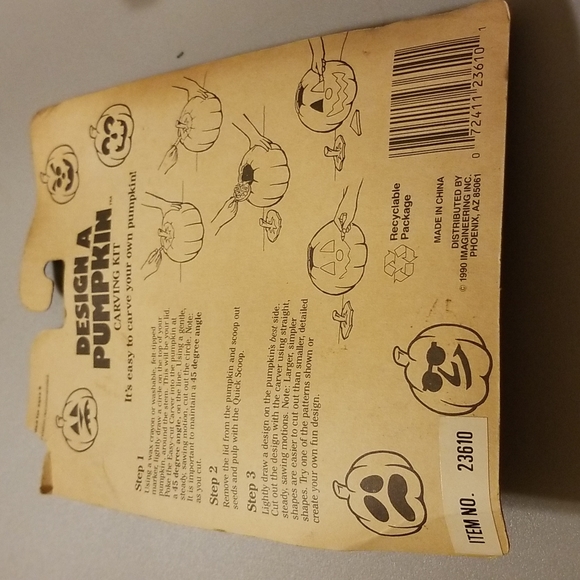 DESIGN A
PUMPKIN™
CARVING KIT
It's easy to carve your own pumpkin!
Step 1
Using a wax crayon or washable, felt-tipped
marker, lightly draw a circle on the top of your
pumpkin, around the stem. This will be your lid.
Poke the Easy-cut Carver into the pumpkin at
a 45 degree angle, on the line. Using a gentle,
steady, sawing motion, cut out the circle. Note:
It is important to maintain a 45 degree angle
as you cut.
Step 2
Remove the lid from the pumpkin and scoop out
seeds and pulp with the Quick Scoop.
Step 3
Lightly draw a design on the pumpkin's best side.
Cut out the design with the carver using straight,
steady, sawing motions. Note: Larger, simpler
shapes are easier to cut out than smaller, detailed
shapes. Try one of the patterns shown or
create your own fun design.
Recyclable
Package
MADE IN CHINA
DISTRIBUTED BY
© 1990 IMAGINEERING INC.
PHOENIX, AZ 85061
0 72411 23610 1
ITEM NO. 23610